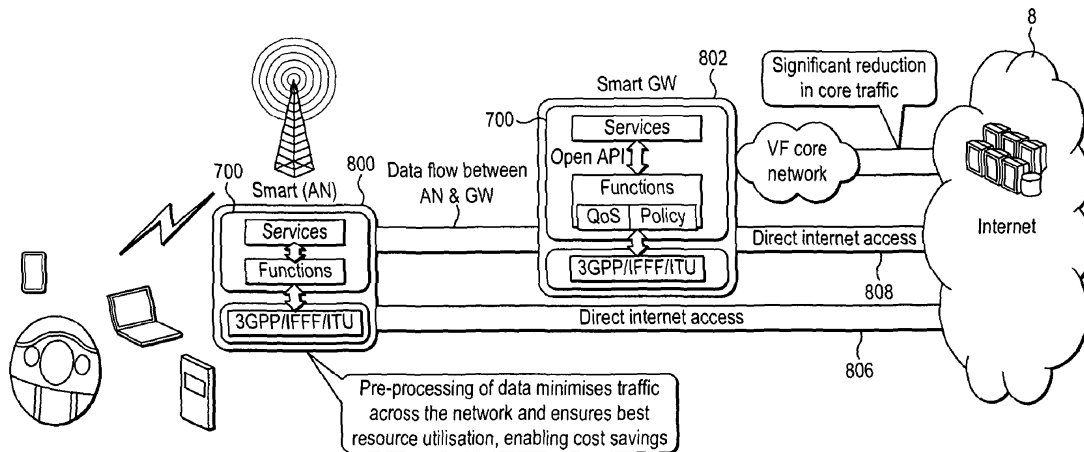 8
802
Smart GW
Significant reduction
in core traffic
700
Services
Open API
VF core
network
Functions
QoS Policy
3GPP/IFFF/ITU
Internet
700
800
Smart (AN)
Data flow between
AN & GW
Services
Functions
3GPP/IFFF/ITU
Direct internet access
808
Direct internet access
806
Pre-processing of data minimises traffic
across the network and ensures best
resource utilisation, enabling cost savings